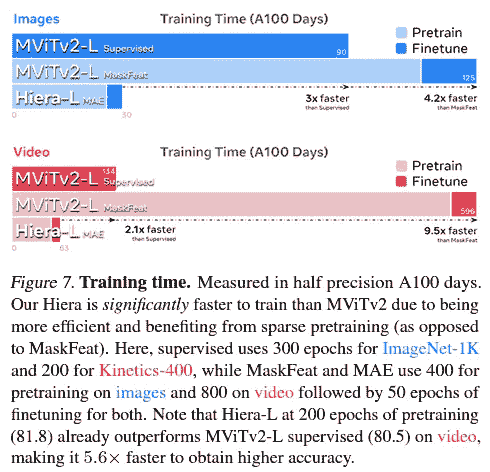 Images Training Time (A100 Days)
Pretrain
Finetune
MViTv2-L Supervised 90
MViTv2-L MaskFeat 125
Hiera-L MAE
3x faster 4.2x faster
than Supervised than MaskFeat
0 30
Video Training Time (A100 Days)
Pretrain
Finetune
134
MViTv2-L Supervised
MViTv2-L MaskFeat 596
Hiera-L MAE
2.1x faster 9.5x faster
than Supervised than MaskFeat
0 63
Figure 7. Training time. Measured in half precision A100 days.
Our Hiera is significantly faster to train than MViTv2 due to being
more efficient and benefiting from sparse pretraining (as opposed
to MaskFeat). Here, supervised uses 300 epochs for ImageNet-1K
and 200 for Kinetics-400, while MaskFeat and MAE use 400 for
pretraining on images and 800 on video followed by 50 epochs of
finetuning for both. Note that Hiera-L at 200 epochs of pretraining
(81.8) already outperforms MViTv2-L supervised (80.5) on video,
making it 5.6× faster to obtain higher accuracy.